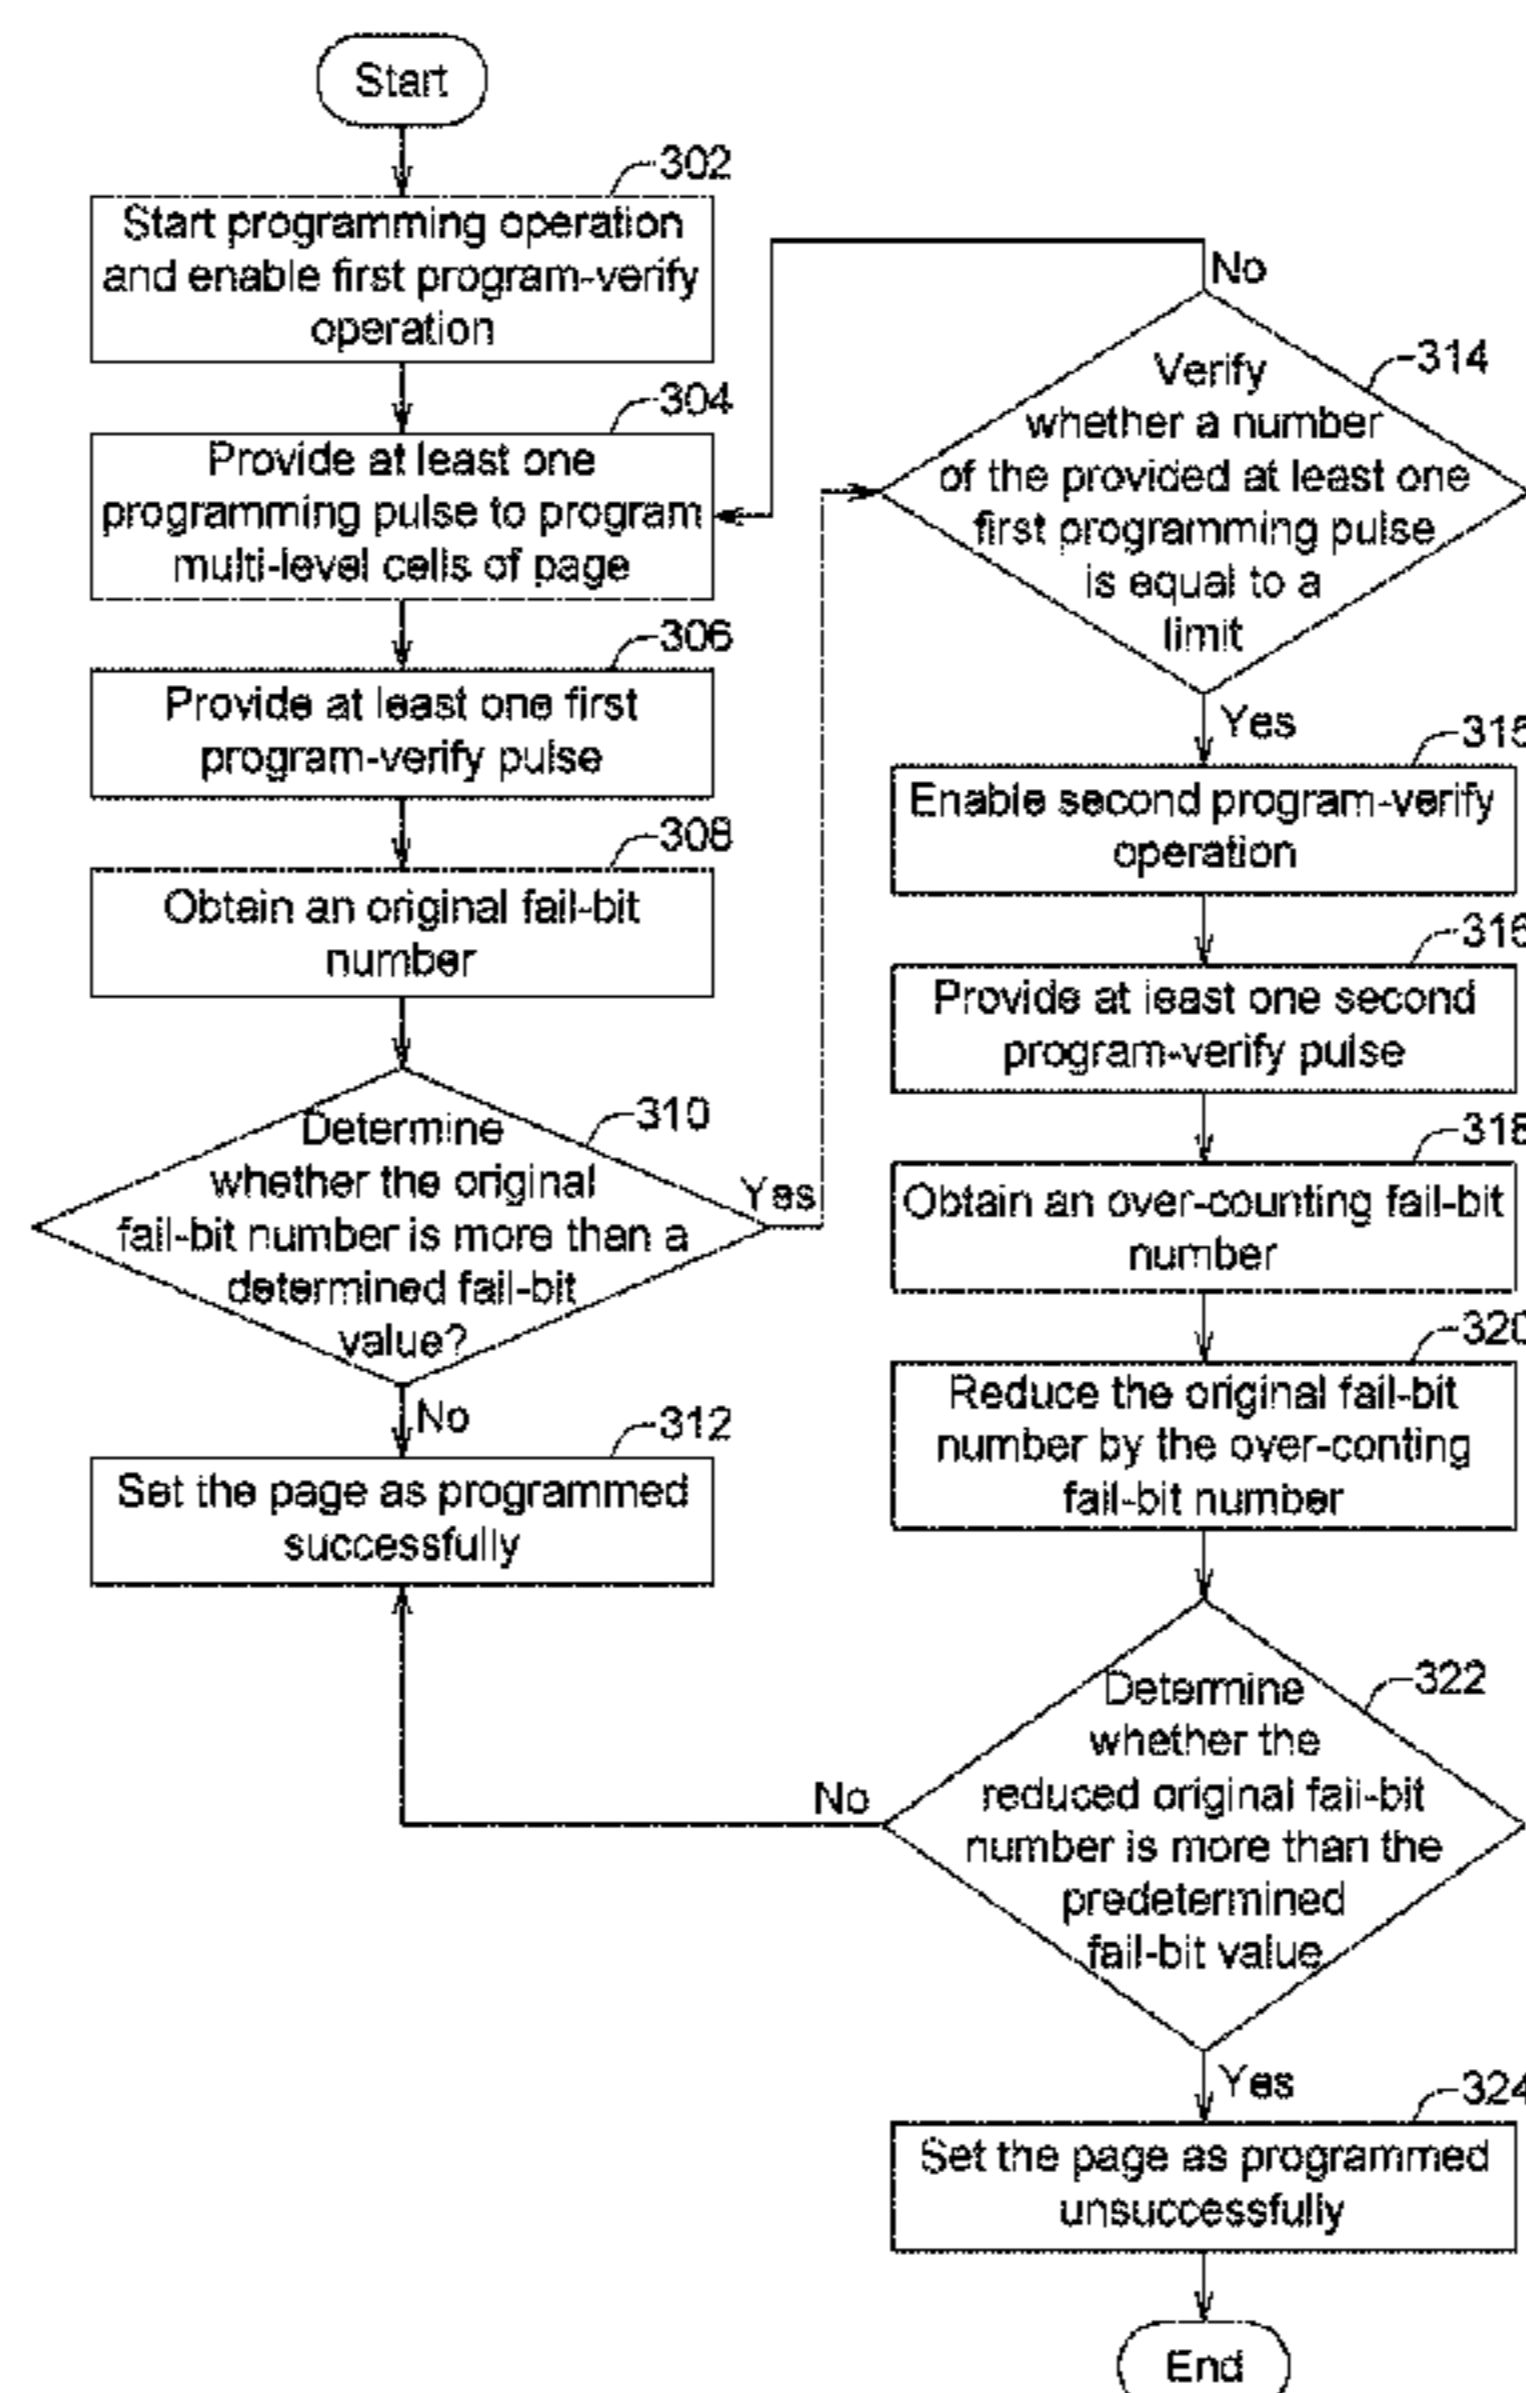 Start
302
Start programming operation
and enable first program-verify
operation
304
Provide at least one
programming pulse to program
multi-level cells of page
306
Provide at least one first
program-verify pulse
308
Obtain an original fail-bit
number
310
Determine
whether the original
fail-bit number is more than a
determined fail-bit
value?
Yes
No
312
Set the page as programmed
successfully
No
314
Verify
whether a number
of the provided at least one
first programming pulse
is equal to a
limit
Yes
315
Enable second program-verify
operation
316
Provide at least one second
program-verify pulse
318
Obtain an over-counting fail-bit
number
320
Reduce the original fail-bit
number by the over-conting
fail-bit number
322
Determine
whether the
reduced original fail-bit
number is more than the
predetermined
fail-bit value
No
Yes
324
Set the page as programmed
unsuccessfully
End